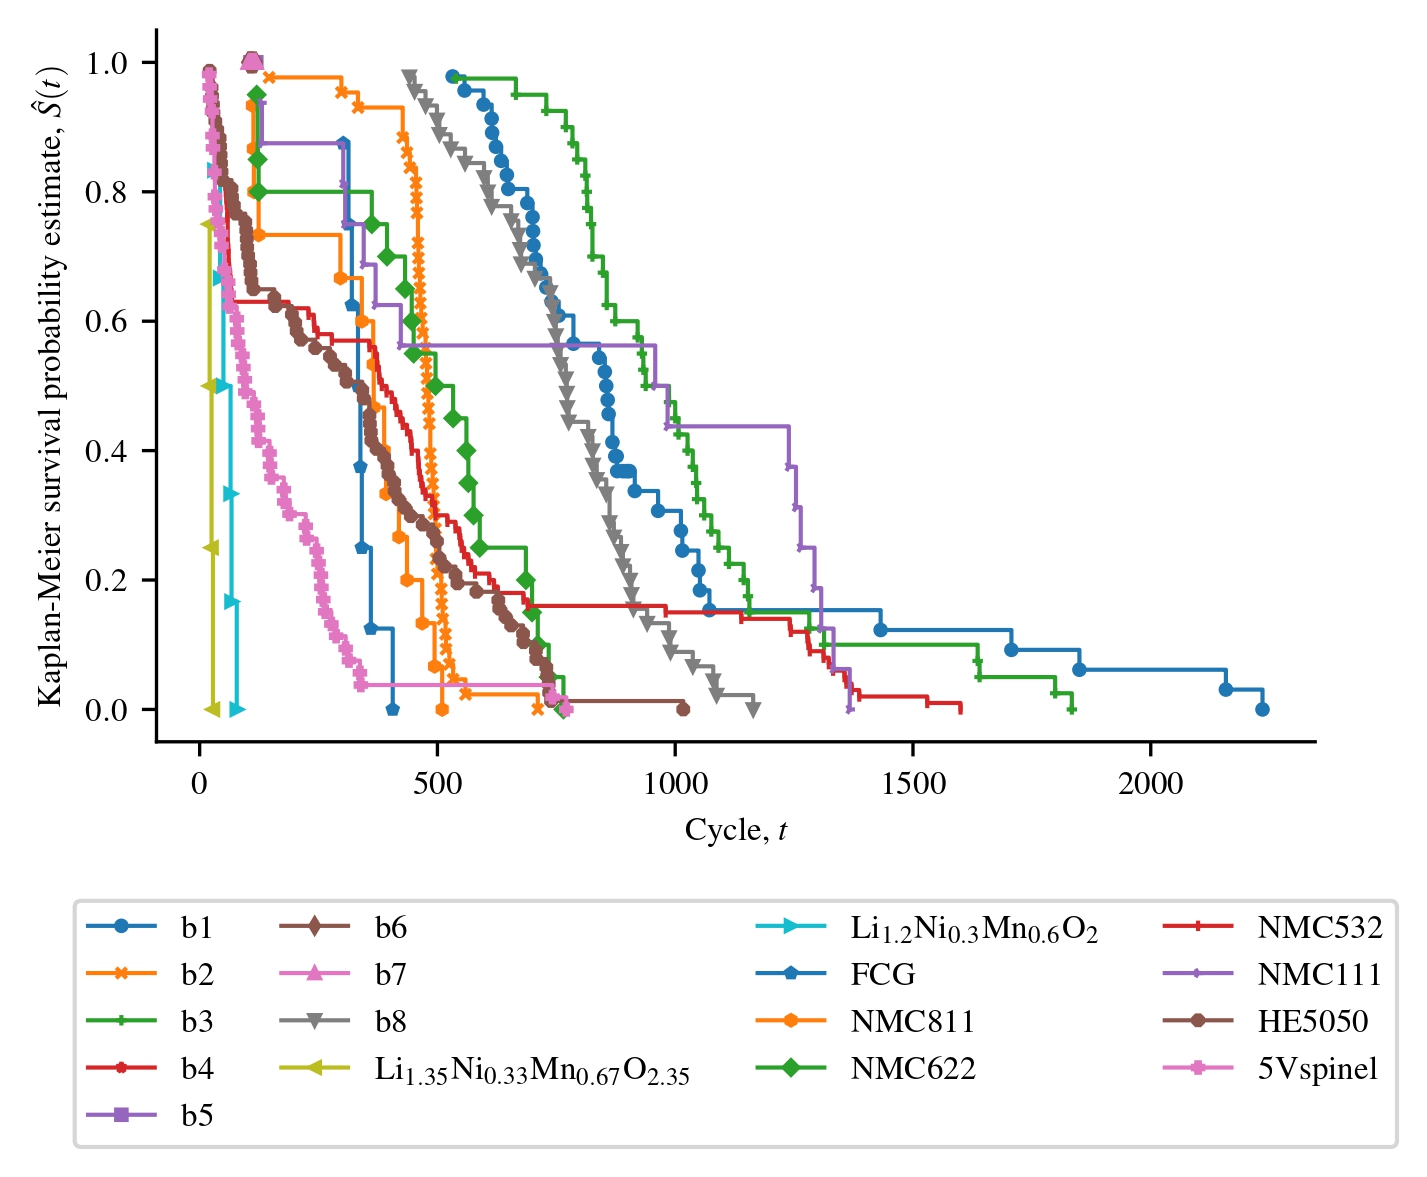 1.0
0.8
0.6
0.4
0.2
0.0
Kaplan-Meier survival probability estimate, Ŝ(t)
0 500 1000 1500 2000
Cycle, t
b1 b6 Li₁.₂Ni₀.₃Mn₀.₆O₂ NMC532
b2 b7 FCG NMC111
b3 b8 NMC811 HE5050
b4 Li₁.₃₅Ni₀.₃₃Mn₀.₆₇O₂.₃₅ NMC622 5Vspinel
b5